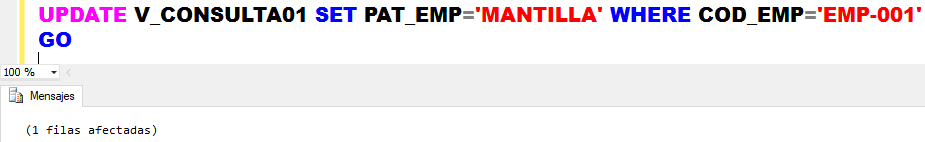 UPDATE V_CONSULTA01 SET PAT_EMP='MANTILLA' WHERE COD_EMP='EMP-001'
GO
100 %
Mensajes
(1 filas afectadas)